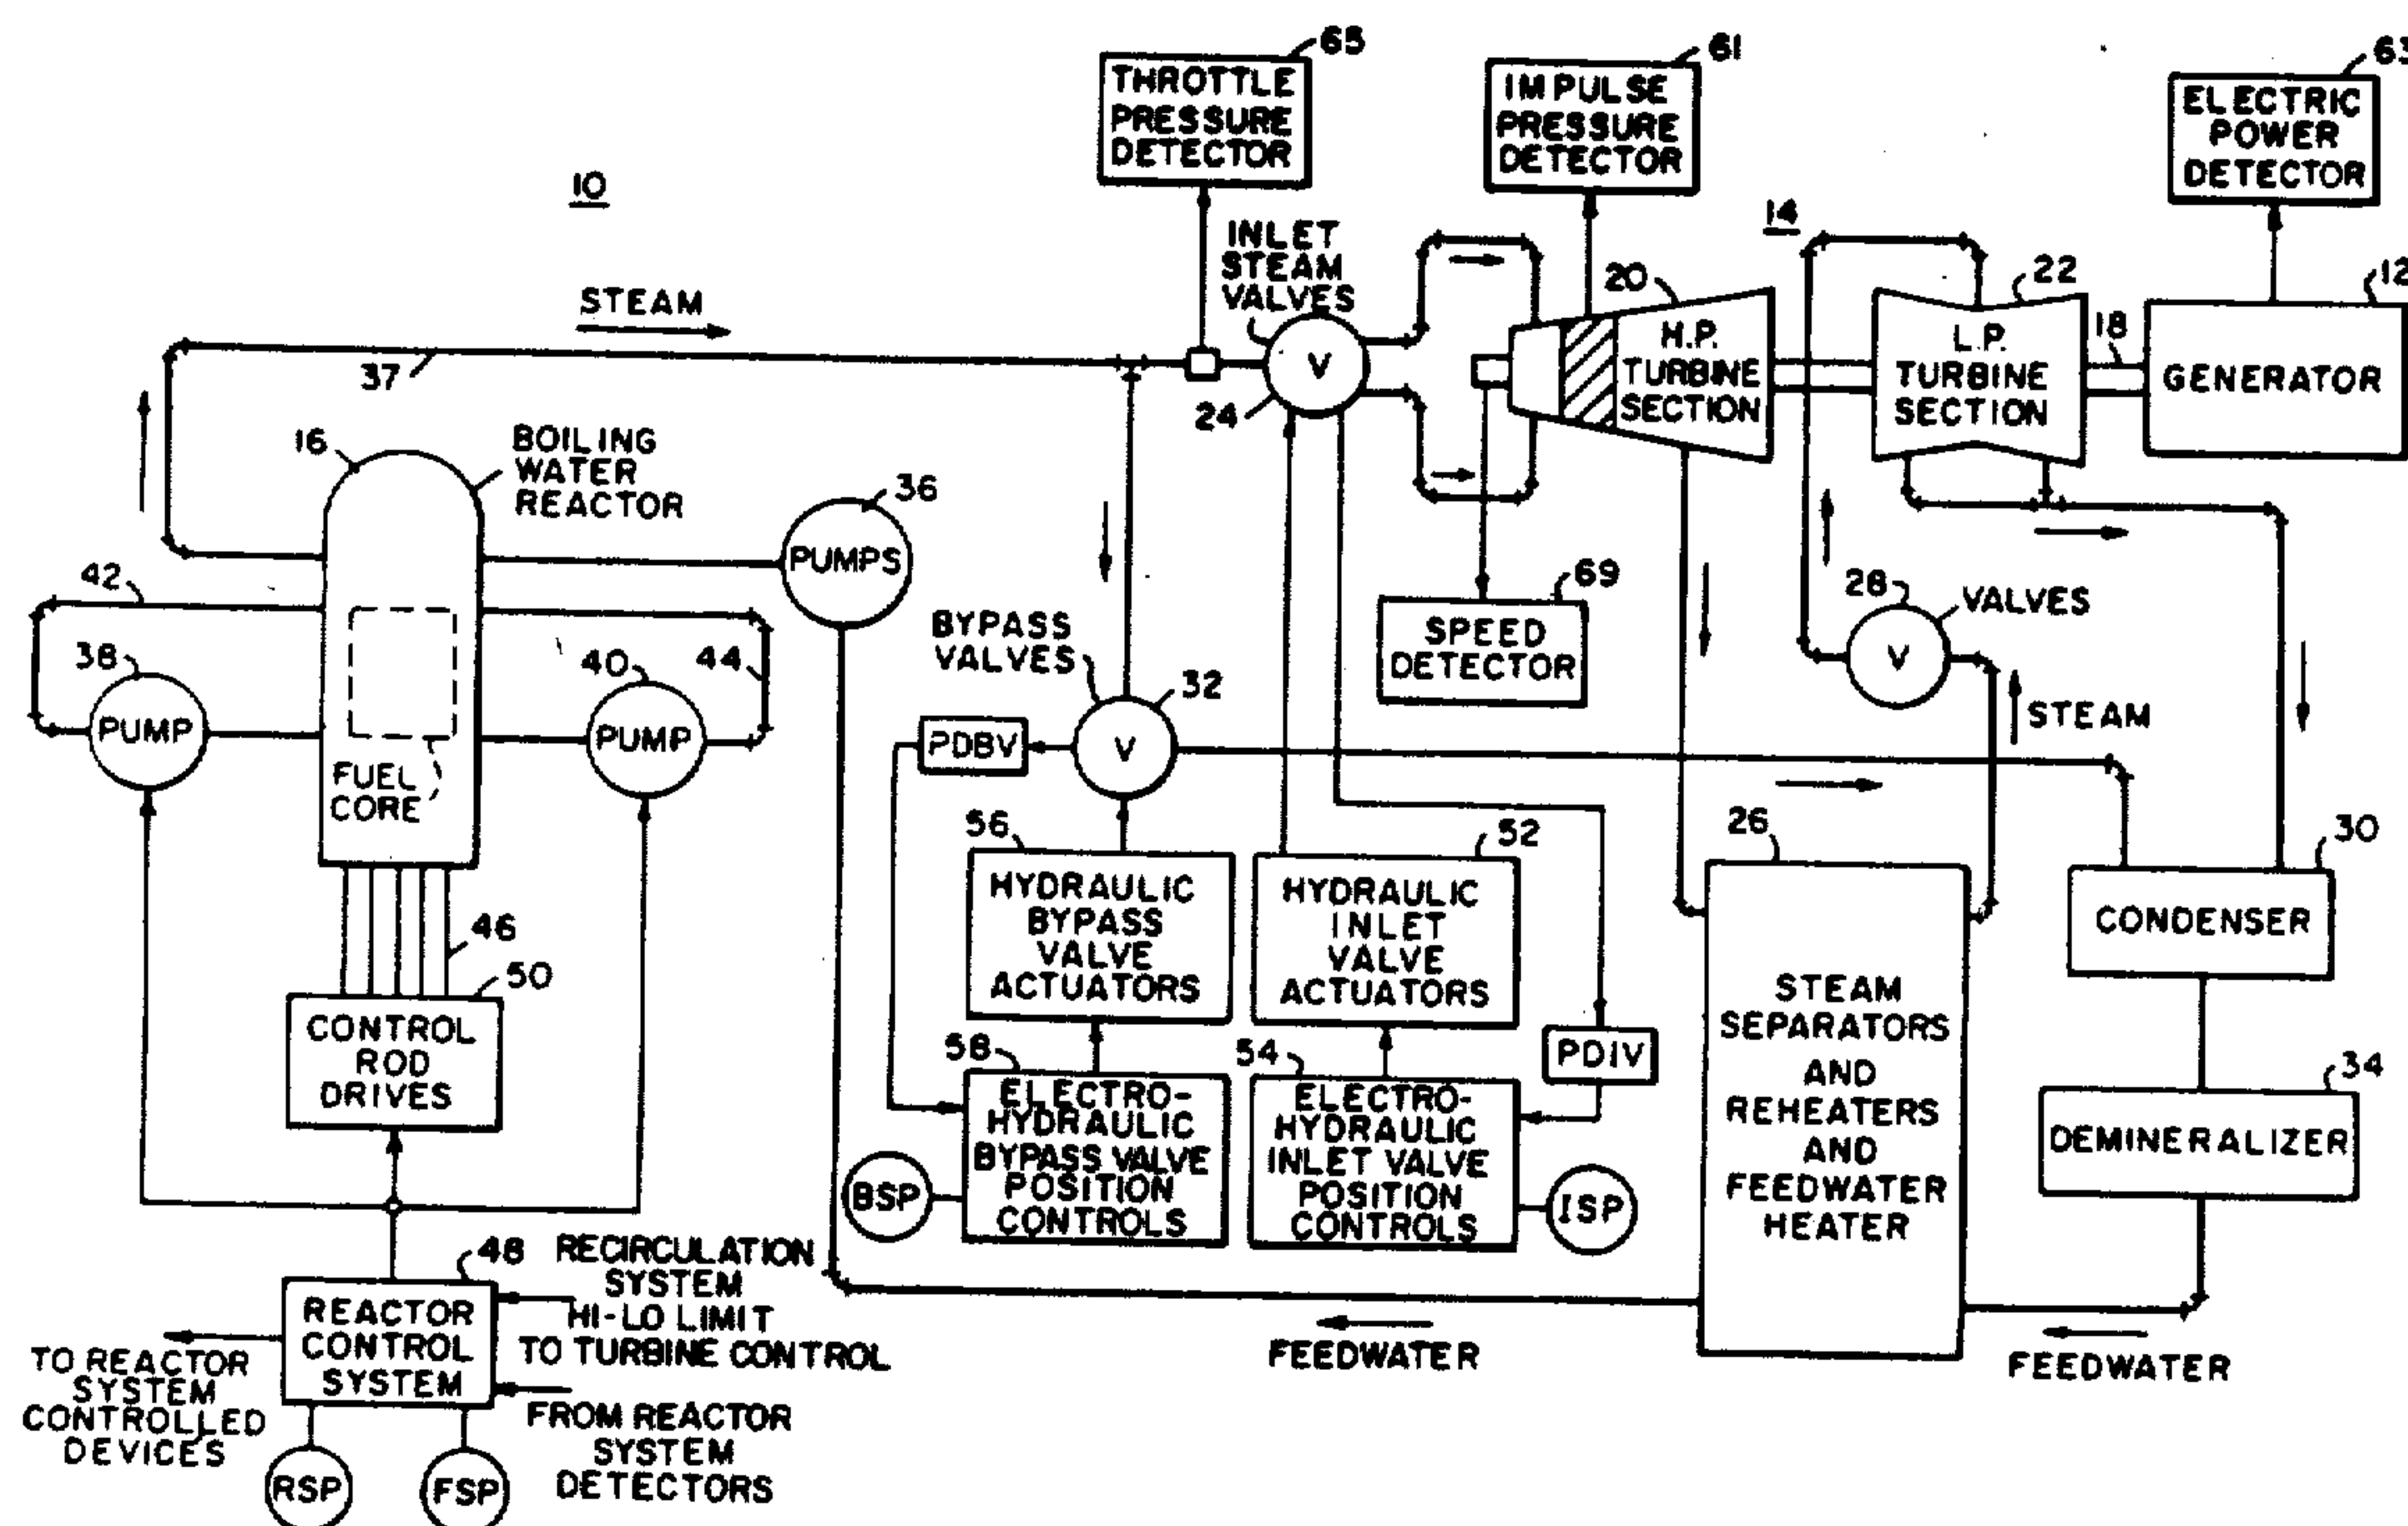 10
THROTTLE
PRESSURE
DETECTOR
65
IMPULSE
PRESSURE
DETECTOR
61
ELECTRIC
POWER
DETECTOR
63
14
INLET
STEAM
VALVES
V
24
STEAM
37
20
H.P.
TURBINE
SECTION
22
L.P.
TURBINE
SECTION
18
12
GENERATOR
16
BOILING
WATER
REACTOR
36
PUMPS
42
38
PUMP
40
PUMP
44
FUEL
CORE
BYPASS
VALVES
32
V
PDBV
69
SPEED
DETECTOR
28
VALVES
V
STEAM
46
50
CONTROL
ROD
DRIVES
56
HYDRAULIC
BYPASS
VALVE
ACTUATORS
52
HYDRAULIC
INLET
VALVE
ACTUATORS
26
STEAM
SEPARATORS
AND
REHEATERS
AND
FEEDWATER
HEATER
30
CONDENSER
58
ELECTRO-
HYDRAULIC
BYPASS VALVE
POSITION
CONTROLS
BSP
54
ELECTRO-
HYDRAULIC
INLET VALVE
POSITION
CONTROLS
PDIV
ISP
34
DEMINERALIZER
48
REACTOR
CONTROL
SYSTEM
RECIRCULATION
SYSTEM
HI-LO LIMIT
TO TURBINE CONTROL
FROM REACTOR
SYSTEM
DETECTORS
TO REACTOR
SYSTEM
CONTROLLED
DEVICES
RSP
FSP
FEEDWATER
FEEDWATER